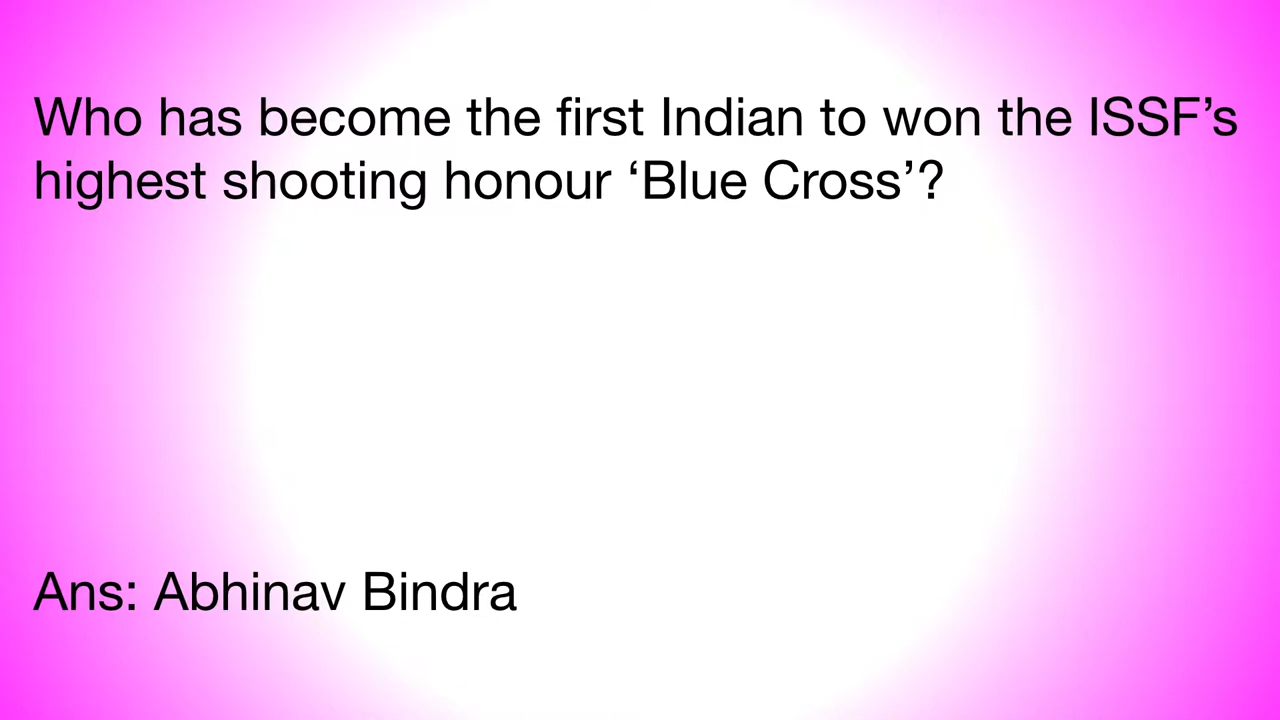 Who has become the first Indian to won the ISSF’s
highest shooting honour ‘Blue Cross’?
Ans: Abhinav Bindra